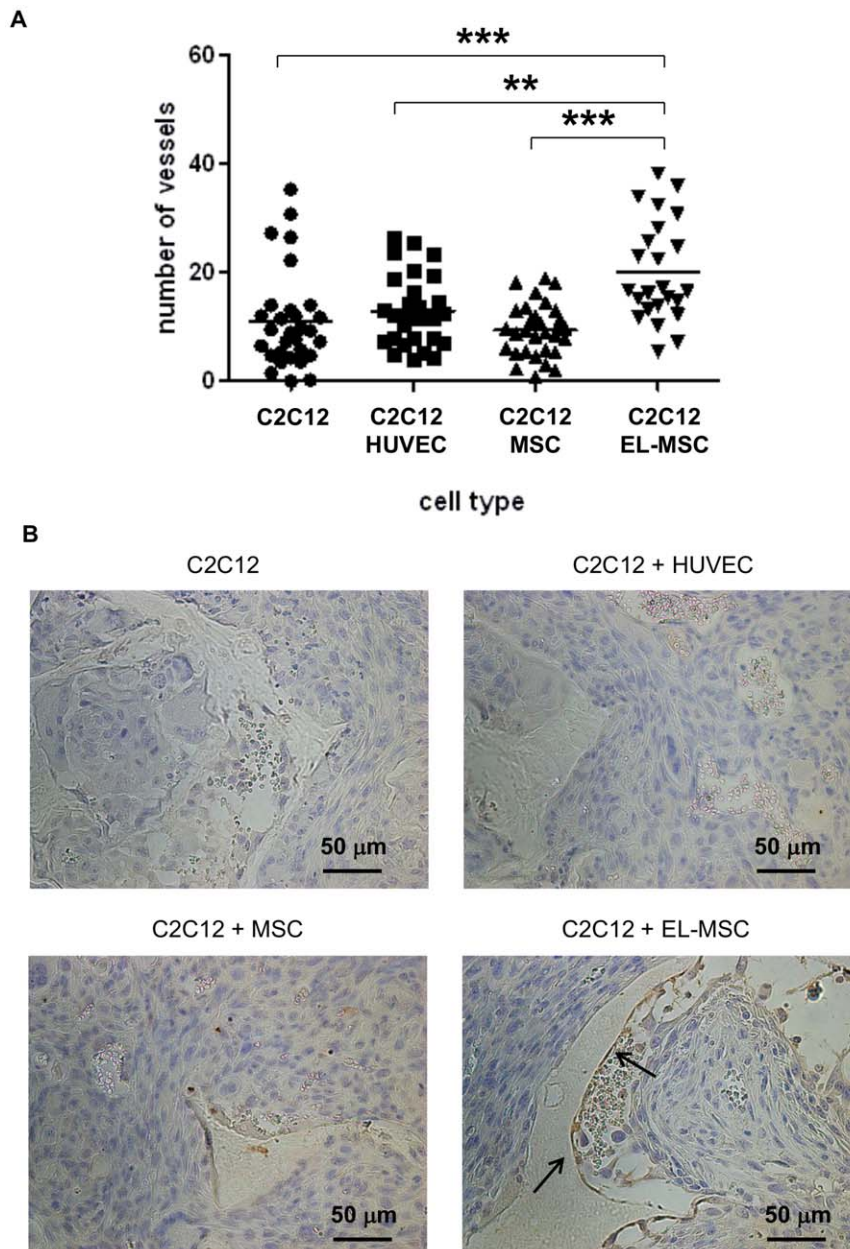 A
***
**
***
60
40
20
0
number of vessels
C2C12 C2C12 C2C12 C2C12
HUVEC MSC EL-MSC
cell type
B
C2C12 C2C12 + HUVEC
50 μm 50 μm
C2C12 + MSC C2C12 + EL-MSC
50 μm 50 μm